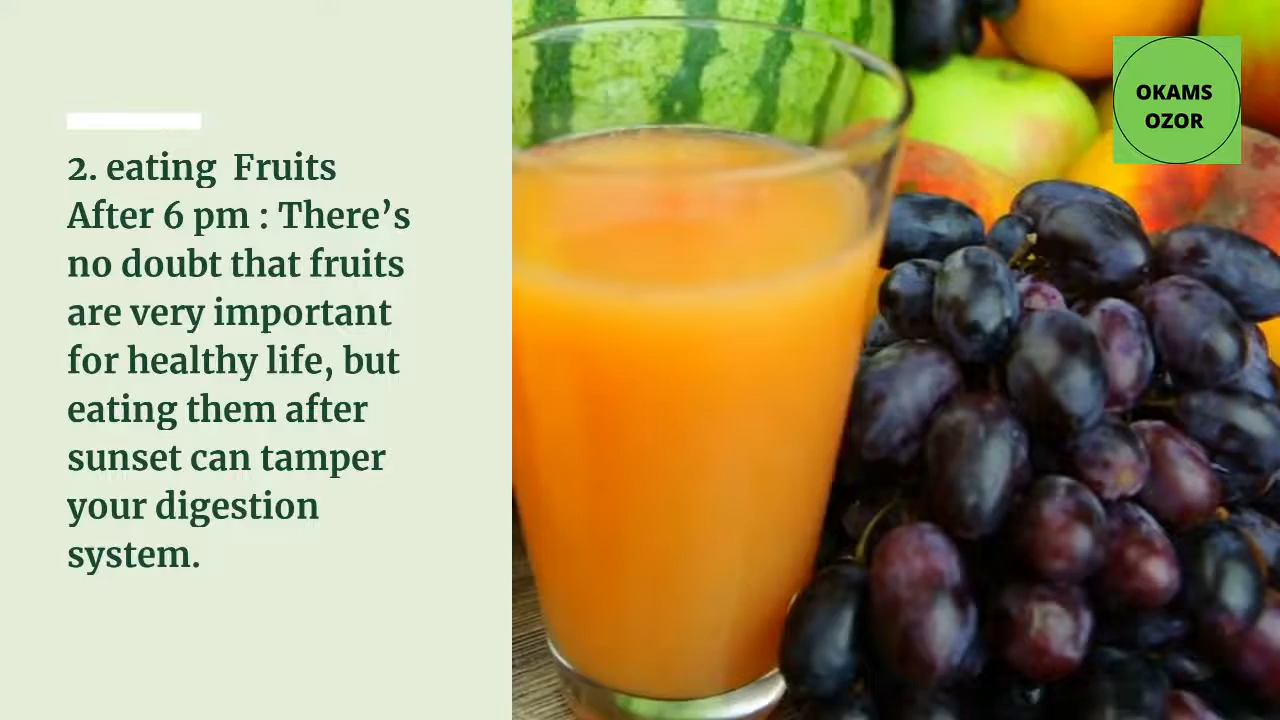 2. eating  Fruits
After 6 pm : There’s
no doubt that fruits
are very important
for healthy life, but
eating them after
sunset can tamper
your digestion
system.
OKAMS
OZOR